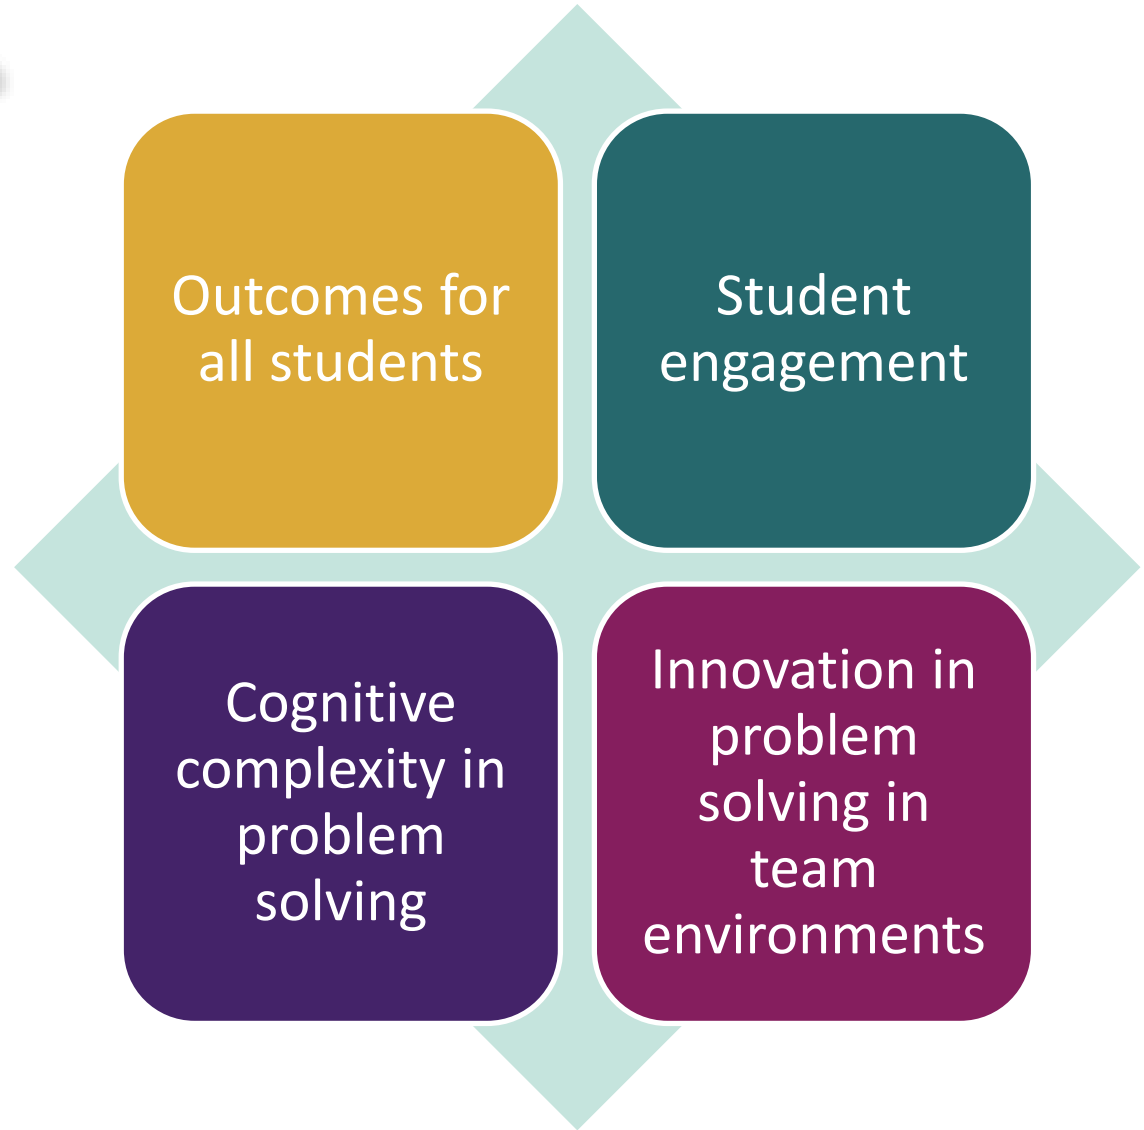 Outcomes for
all students
Student
engagement
Cognitive
complexity in
problem
solving
Innovation in
problem
solving in
team
environments